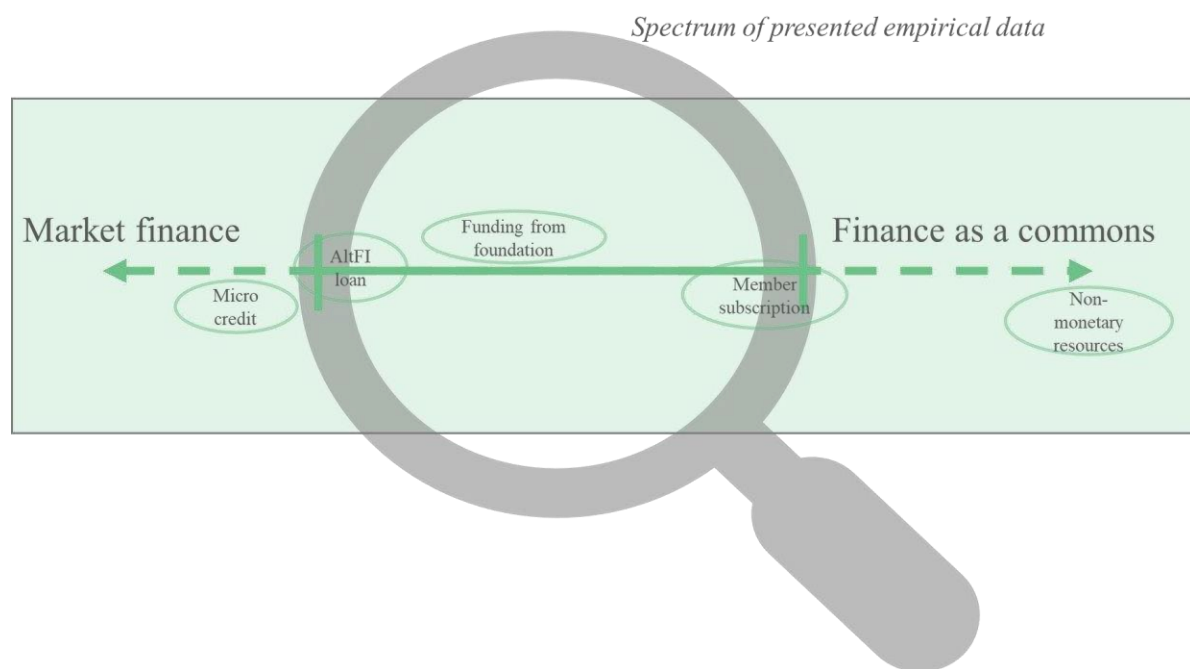 Spectrum of presented empirical data
Market finance
Finance as a commons
Funding from
foundation
AltFI
loan
Micro
credit
Member
subscription
Non-
monetary
resources